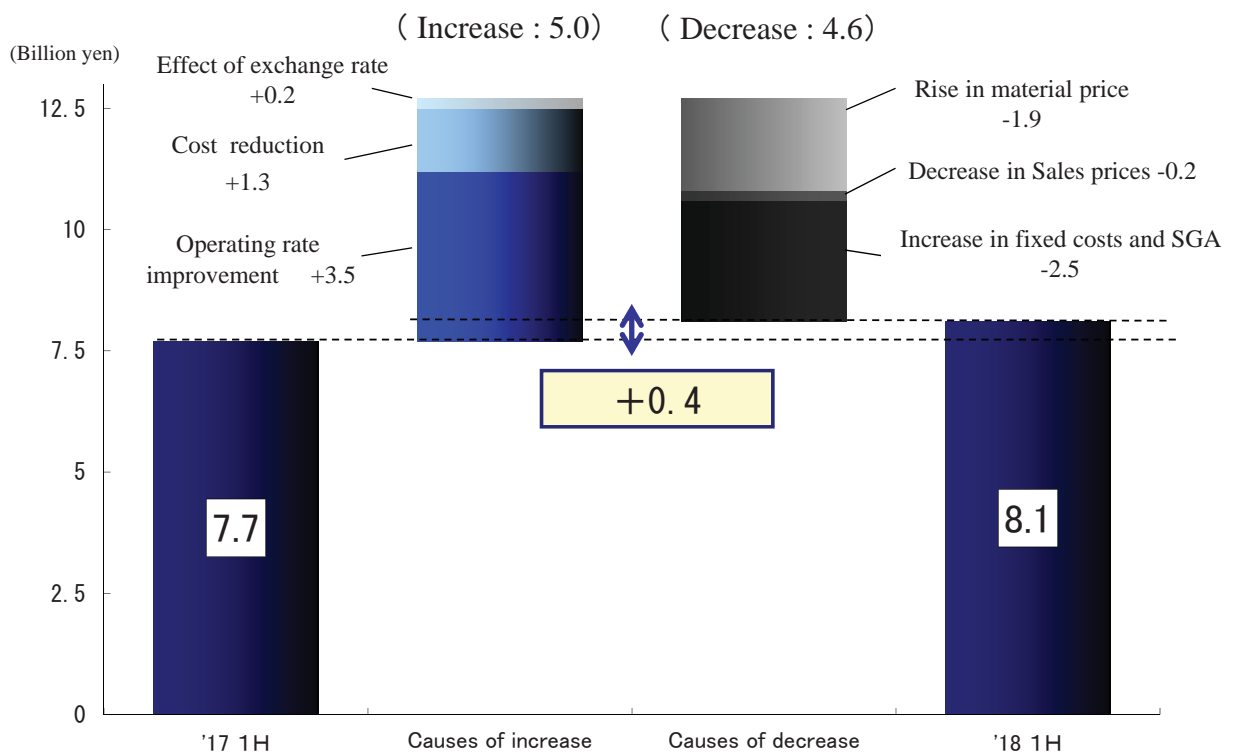 ( Increase : 5.0)
( Decrease : 4.6)
(Billion yen)
Effect of exchange rate
+0.2
Cost reduction
+1.3
Operating rate
improvement +3.5
Rise in material price
-1.9
Decrease in Sales prices -0.2
Increase in fixed costs and SGA
-2.5
12.5
10
7.5
5
2.5
0
+0.4
7.7
8.1
'17 1H
Causes of increase
Causes of decrease
'18 1H